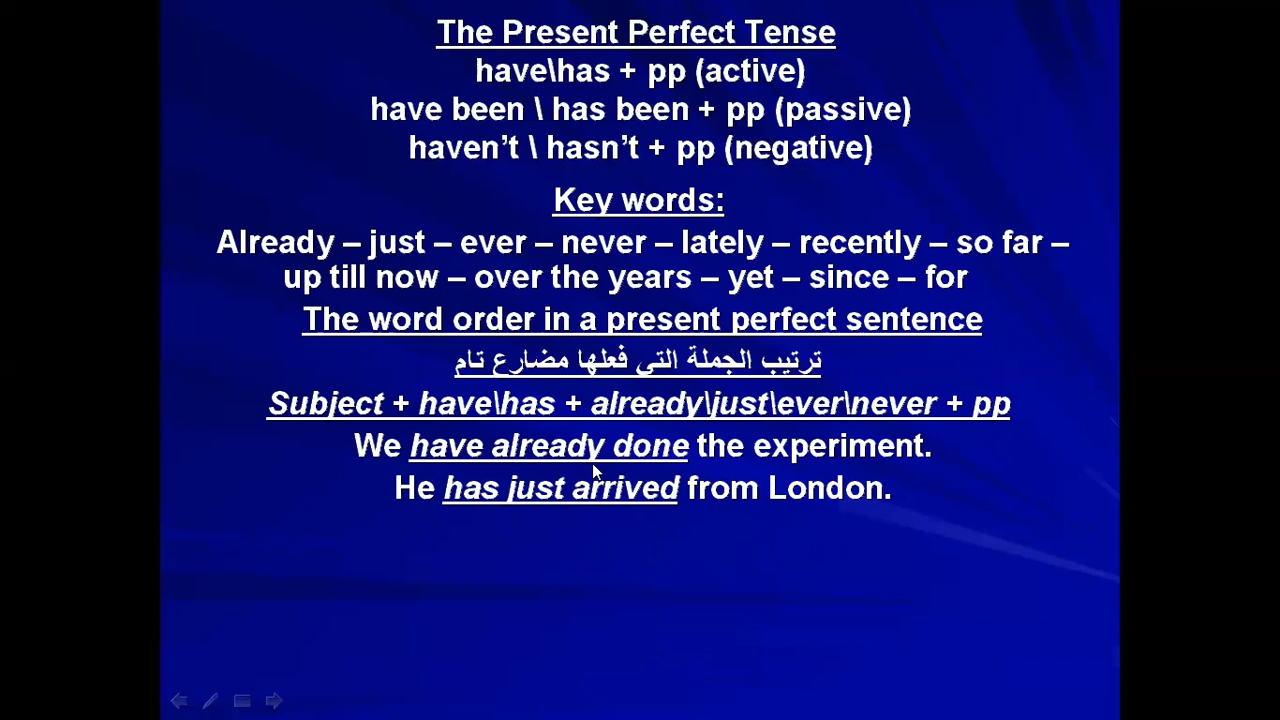 The Present Perfect Tense
have\has + pp (active)
have been \ has been + pp (passive)
haven’t \ hasn’t + pp (negative)
Key words:
Already – just – ever – never – lately – recently – so far –
up till now – over the years – yet – since – for
The word order in a present perfect sentence
ترتيب الجملة التي فعلها مضارع تام
Subject + have\has + already\just\ever\never + pp
We have already done the experiment.
He has just arrived from London.